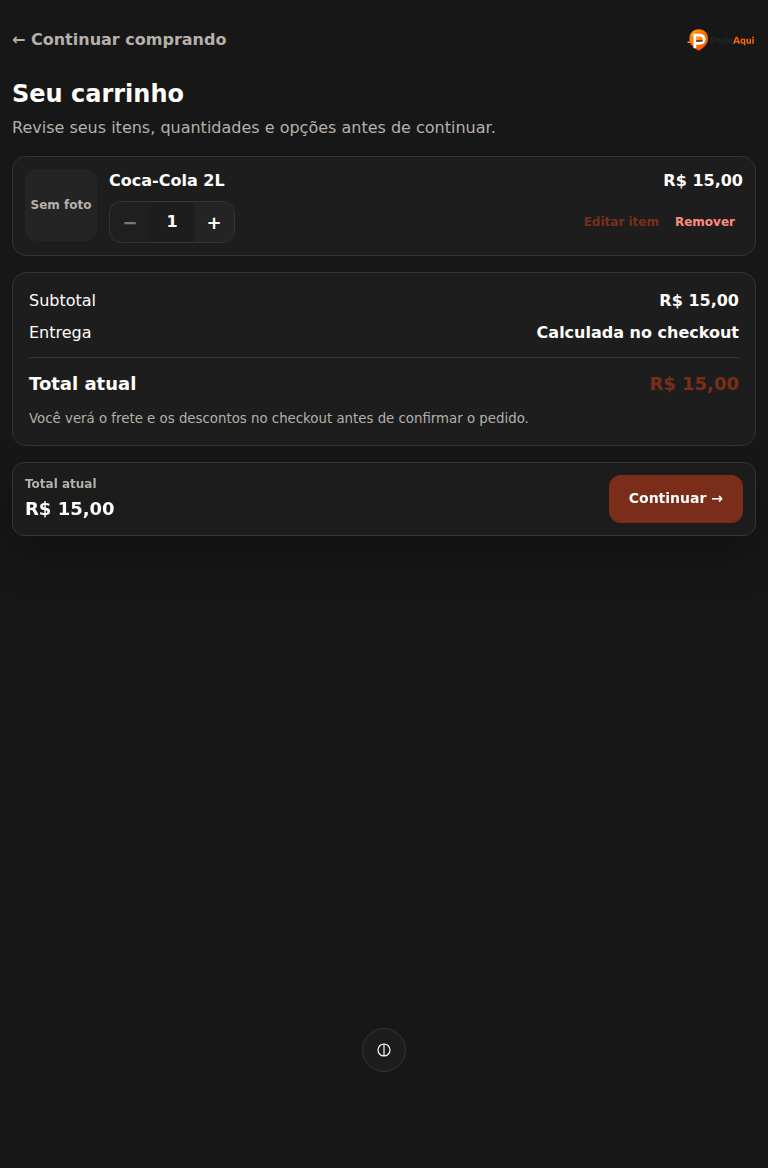 ← Continuar comprando
Aqui
Seu carrinho
Revise seus itens, quantidades e opções antes de continuar.
Sem foto
Coca-Cola 2L
R$ 15,00
− 1 +
Editar item Remover
Subtotal R$ 15,00
Entrega Calculada no checkout
Total atual R$ 15,00
Você verá o frete e os descontos no checkout antes de confirmar o pedido.
Total atual
R$ 15,00
Continuar →